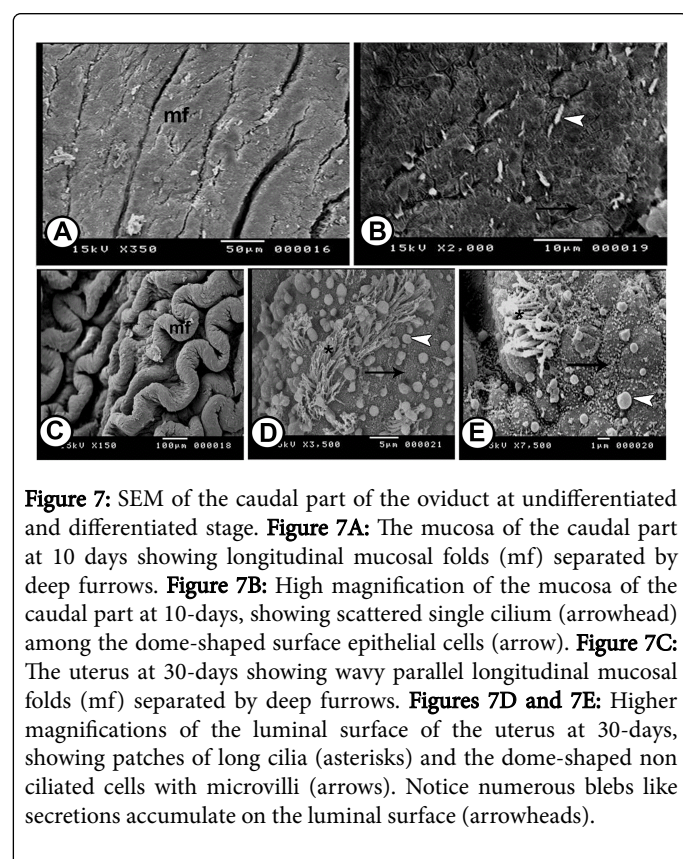 mf
A
15kV X350 50µm 000016
B
15kV X2,000 10µm 000019
mf
C
5kV X150 100µm 000018
*
D
kV X3,500 5µm 000021
*
E
kV X7,500 1µm 000020
Figure 7: SEM of the caudal part of the oviduct at undifferentiated
and differentiated stage. Figure 7A: The mucosa of the caudal part
at 10 days showing longitudinal mucosal folds (mf) separated by
deep furrows. Figure 7B: High magnification of the mucosa of the
caudal part at 10-days, showing scattered single cilium (arrowhead)
among the dome-shaped surface epithelial cells (arrow). Figure 7C:
The uterus at 30-days showing wavy parallel longitudinal mucosal
folds (mf) separated by deep furrows. Figures 7D and 7E: Higher
magnifications of the luminal surface of the uterus at 30-days,
showing patches of long cilia (asterisks) and the dome-shaped non
ciliated cells with microvilli (arrows). Notice numerous blebs like
secretions accumulate on the luminal surface (arrowheads).